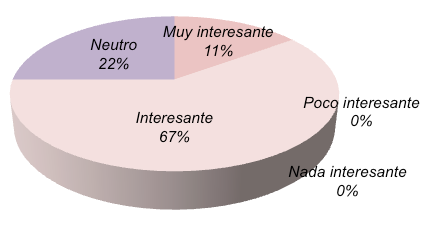 Muy interesante
11%
Neutro
22%
Interesante
67%
Poco interesante
0%
Nada interesante
0%